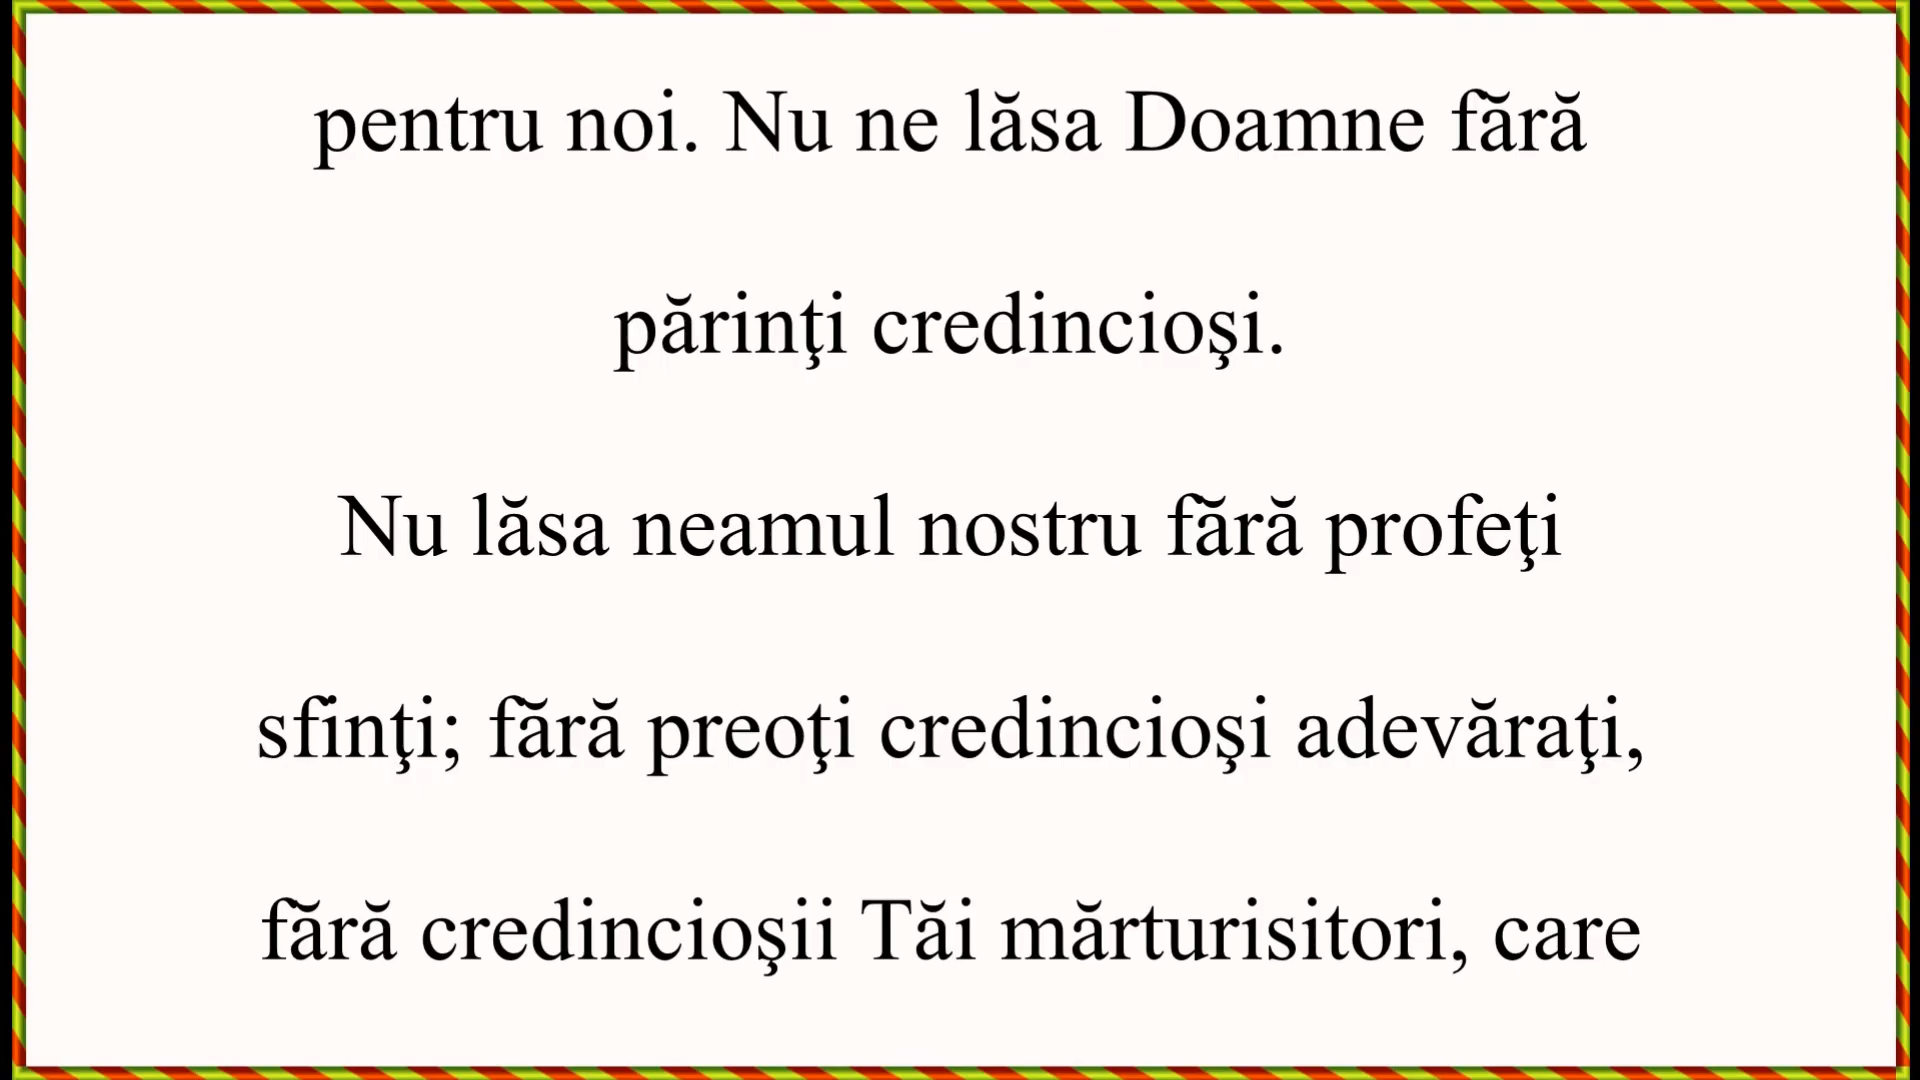 pentru noi. Nu ne lăsa Doamne fără
părinţi credincioşi.
Nu lăsa neamul nostru fără profeţi
sfinţi; fără preoţi credincioşi adevăraţi,
fără credincioşii Tăi mărturisitori, care